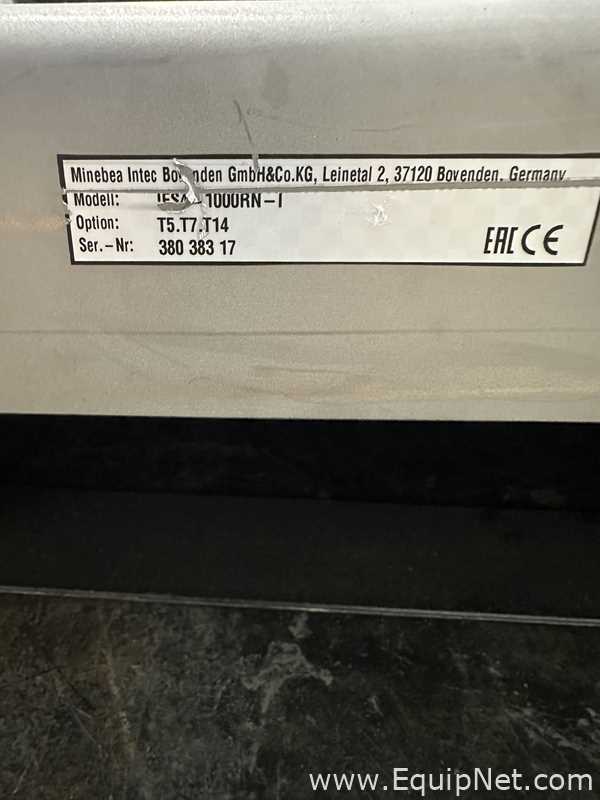 Minebea Intec Bovenden GmbH&Co.KG, Leinetal 2, 37120 Bovenden, Germany
Modell:
Option: T5.T7.T14
Ser.-Nr: 380 383 17
EAC CE
www.EquipNet.com